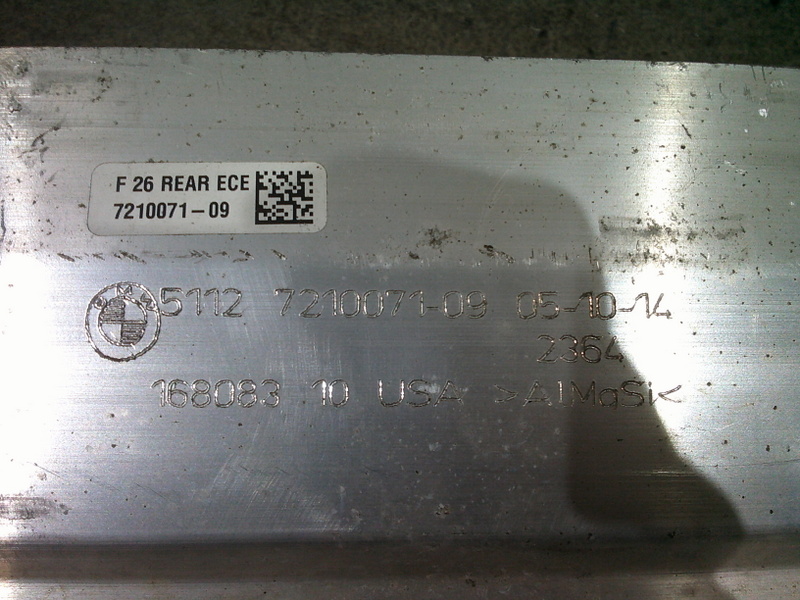 F 26 REAR ECE
7210071-09
BMW
5112 7210071-09 05-10-14
2364
168083 10 USA >AlMgSi<